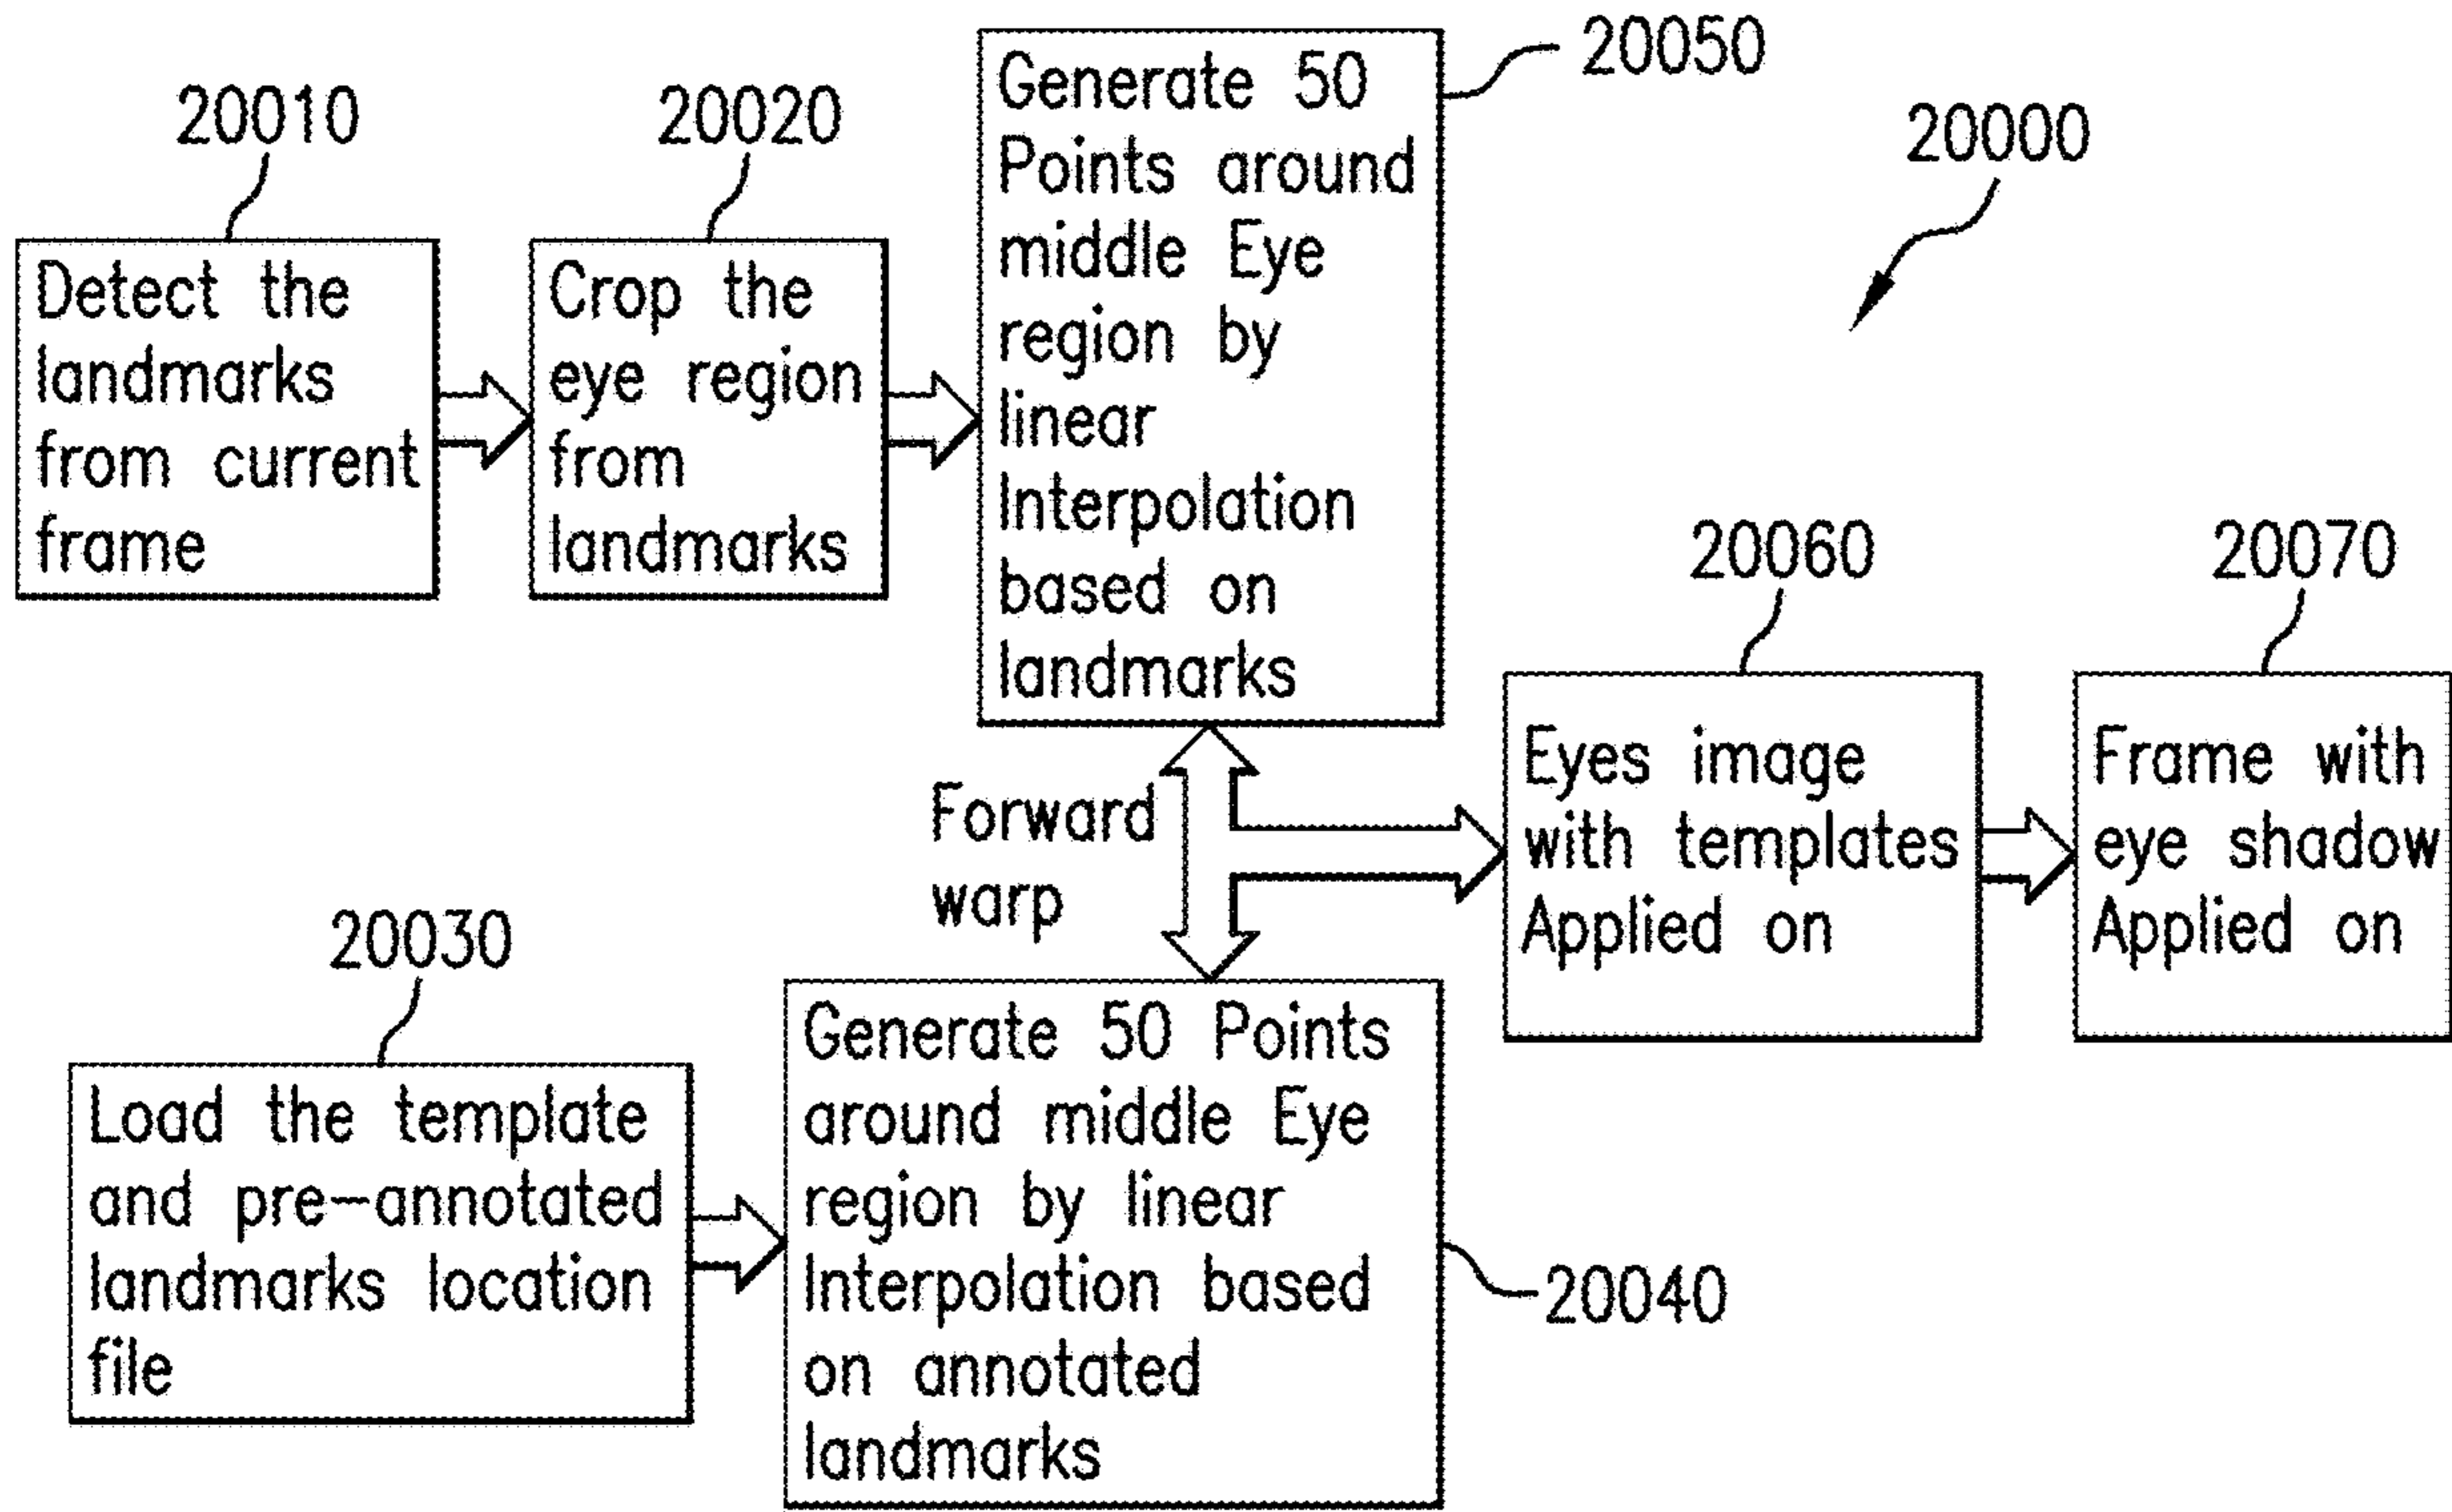 20010
Detect the
landmarks
from current
frame
20020
Crop the
eye region
from
landmarks
20050
Generate 50
Points around
middle Eye
region by
linear
Interpolation
based on
landmarks
20000
Forward
warp
20060
Eyes image
with templates
Applied on
20070
Frame with
eye shadow
Applied on
20030
Load the template
and pre-annotated
landmarks location
file
20040
Generate 50 Points
around middle Eye
region by linear
Interpolation based
on annotated
landmarks